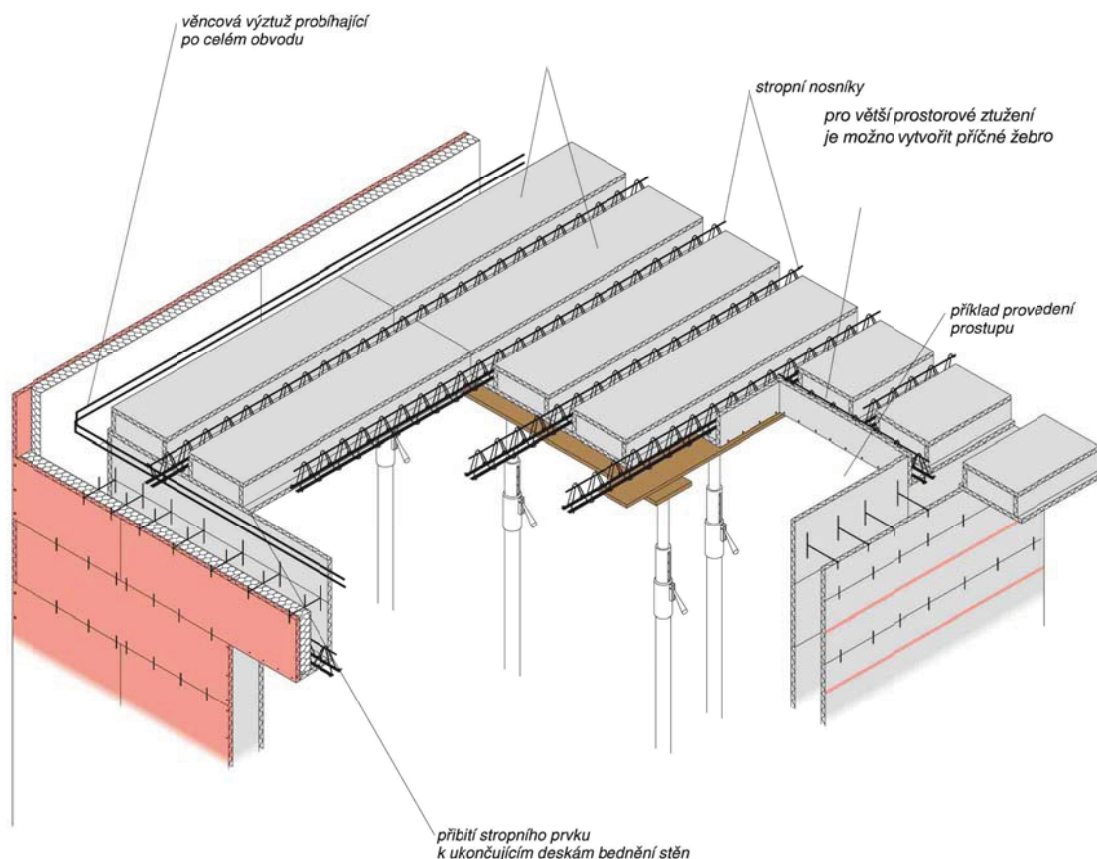 věncová výztuž probíhající
po celém obvodu
stropní nosníky
pro větší prostorové ztužení
je možno vytvořit příčné žebro
příklad provedení
prostupu
přibití stropního prvku
k ukončujícím deskám bednění stěn